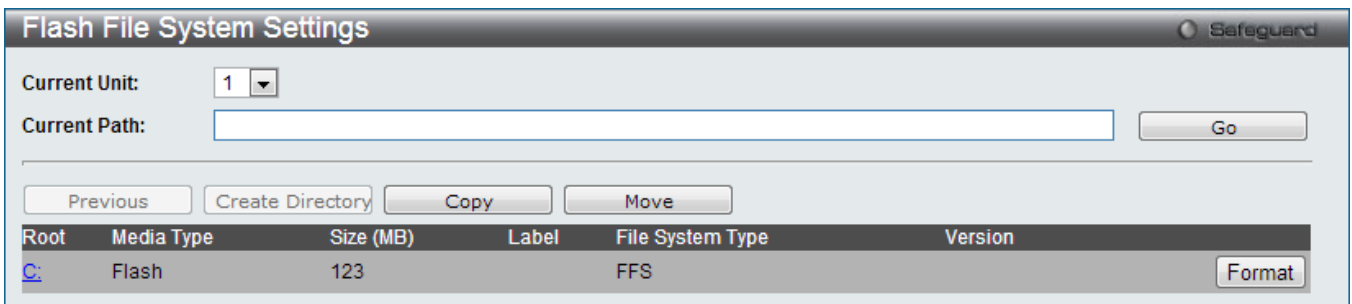 Flash File System Settings Safeguard
Current Unit: 1
Current Path: Go
Previous Create Directory Copy Move
Root Media Type Size (MB) Label File System Type Version
C: Flash 123 FFS Format